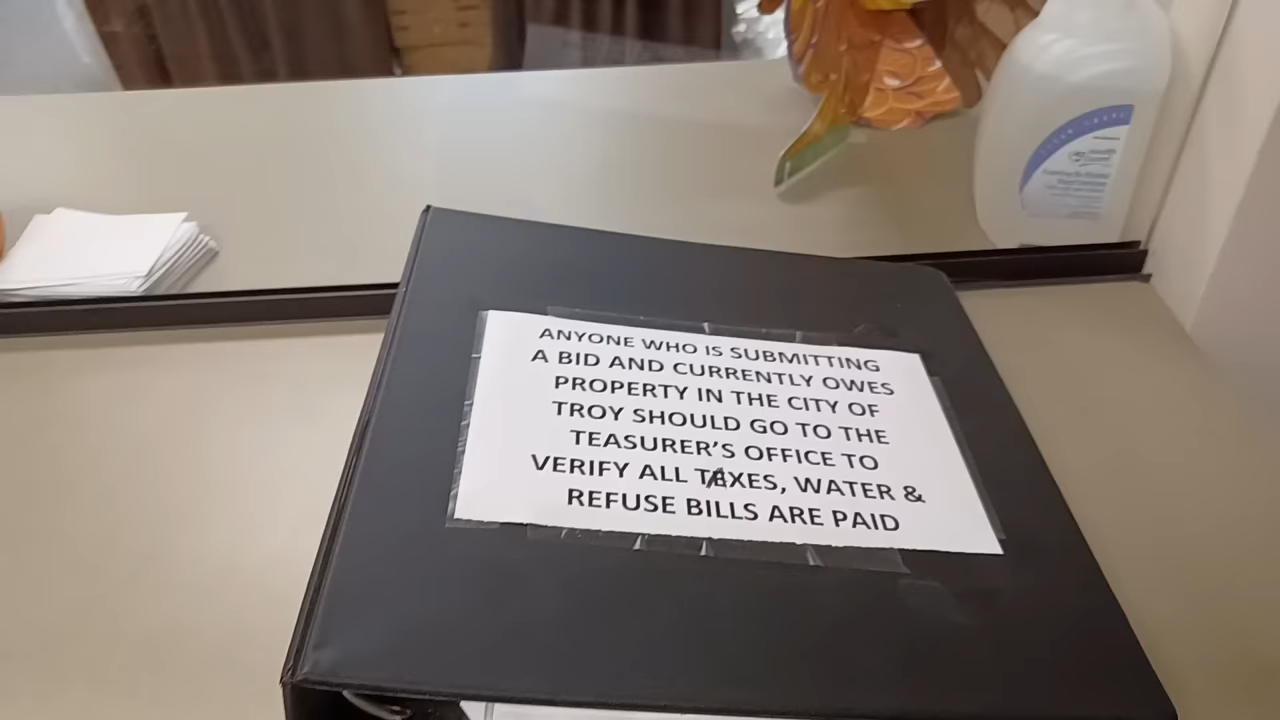 ANYONE WHO IS SUBMITTING
A BID AND CURRENTLY OWES
PROPERTY IN THE CITY OF
TROY SHOULD GO TO THE
TEASURER'S OFFICE TO
VERIFY ALL TAXES, WATER &
REFUSE BILLS ARE PAID